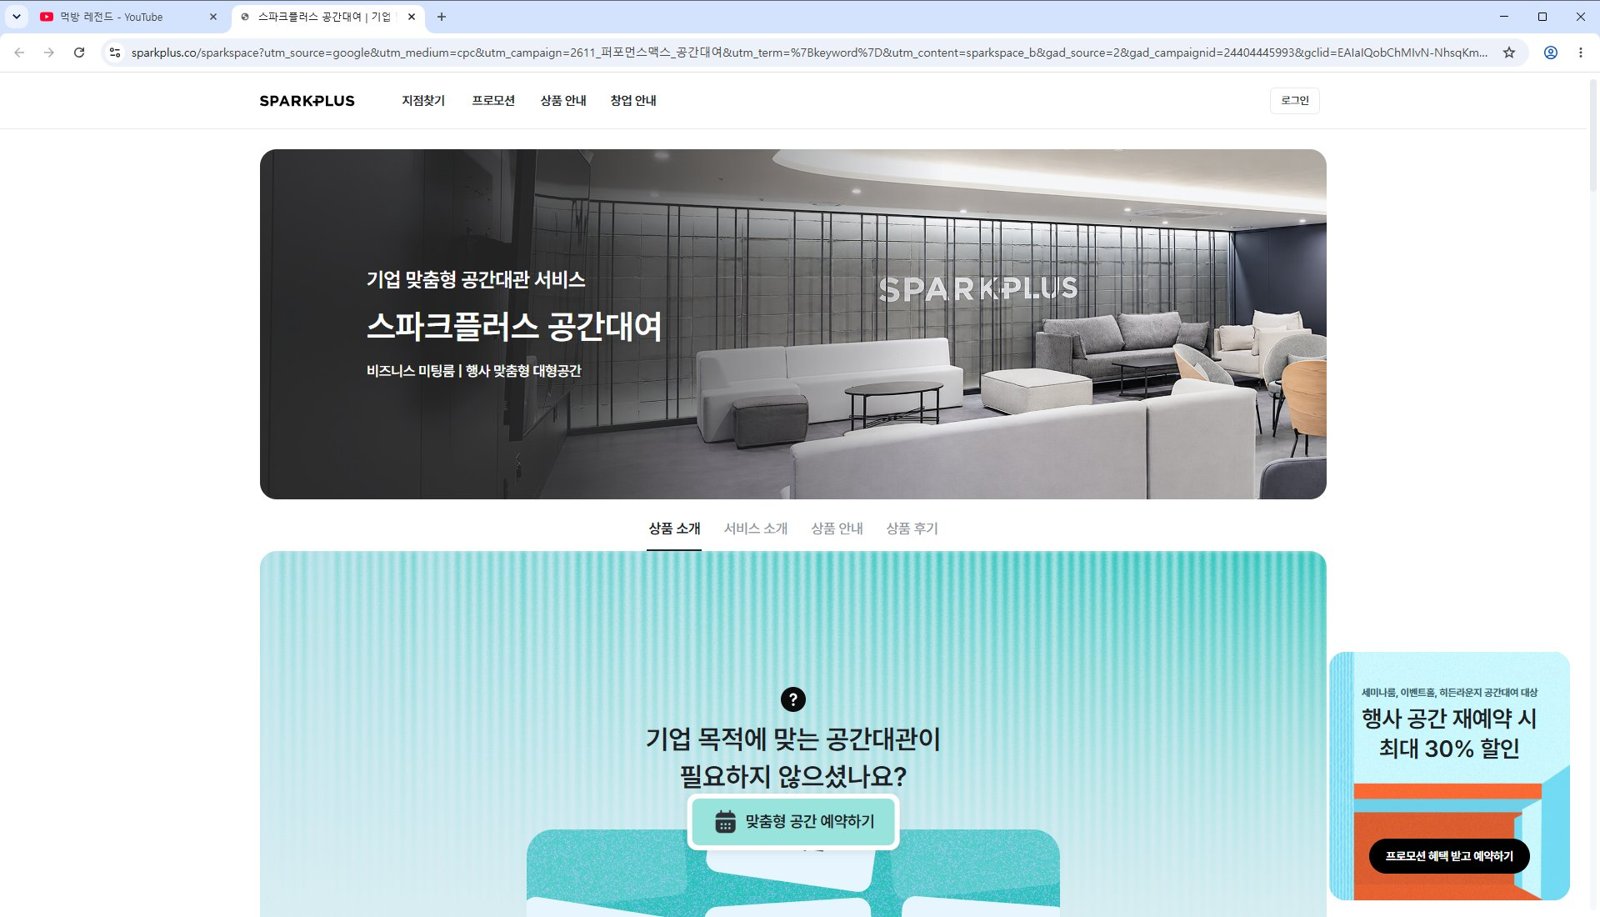 먹방 레전드 - YouTube
스파크플러스 공간대여 | 기업
sparkplus.co/sparkspace?utm_source=google&utm_medium=cpc&utm_campaign=2611_퍼포먼스맥스_공간대여&utm_term=%7Bkeyword%7D&utm_content=sparkspace_b&gad_source=2&gad_campaignid=24404445993&gclid=EAIaIQobChMIvN-NhsqKm...
SPARKPLUS
지점찾기
프로모션
상품 안내
창업 안내
로그인
기업 맞춤형 공간대관 서비스
스파크플러스 공간대여
비즈니스 미팅룸 | 행사 맞춤형 대형공간
SPARKPLUS
상품 소개
서비스 소개
상품 안내
상품 후기
?
기업 목적에 맞는 공간대관이
필요하지 않으셨나요?
맞춤형 공간 예약하기
세미나룸, 이벤트홀, 히든라운지 공간대여 대상
행사 공간 재예약 시
최대 30% 할인
프로모션 혜택 받고 예약하기